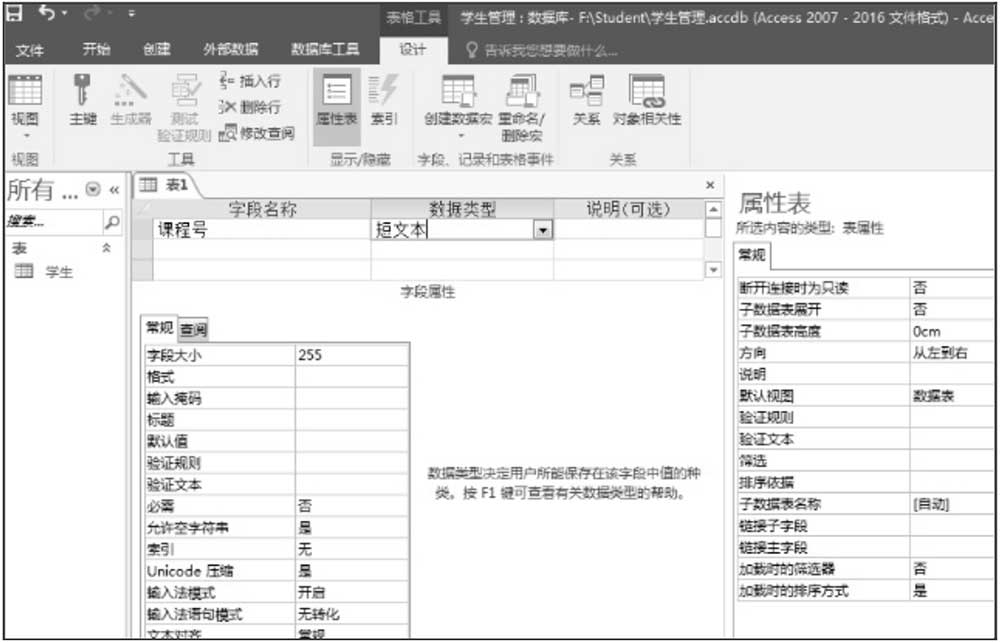 表格工具
学生管理 : 数据库- F:\Student\学生管理.accdb (Access 2007 - 2016 文件格式) - Acce
文件 开始 创建 外部数据 数据库工具 设计 告诉我您想要做什么...
视图 主键 生成器 测试验证规则 插入行 删除行 修改查阅 属性表 索引 创建数据宏 重命名/删除宏 关系 对象相关性
视图 工具 显示/隐藏 字段、记录和表格事件 关系
所有 ... «
搜索...
表
学生
表1 ×
字段名称 数据类型 说明(可选)
课程号 短文本
字段属性
常规 查阅
字段大小 255
格式
输入掩码
标题
默认值
验证规则
验证文本
必需 否
允许空字符串 是
索引 无
Unicode 压缩 是
输入法模式 开启
输入法语句模式 无转化
文本对齐 常规
数据类型决定用户所能保存在该字段中值的种
类。按 F1 键可查看有关数据类型的帮助。
属性表
所选内容的类型: 表属性
常规
断开连接时为只读 否
子数据表展开 否
子数据表高度 0cm
方向 从左到右
说明
默认视图 数据表
验证规则
验证文本
筛选
排序依据
子数据表名称 [自动]
链接子字段
链接主字段
加载时的筛选器 否
加载时的排序方式 是